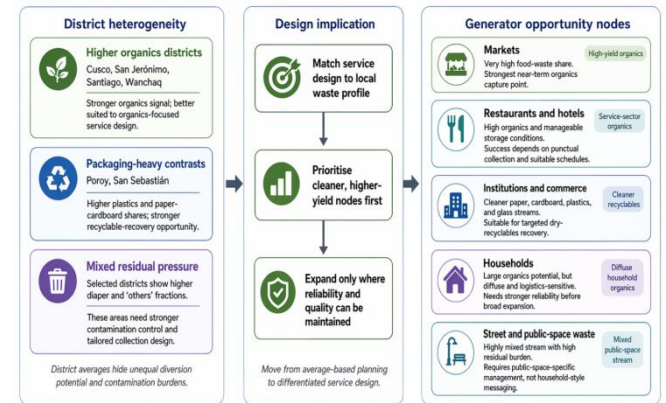 District heterogeneity
Higher organics districts
Cusco, San Jerónimo,
Santiago, Wanchaq
Stronger organics signal; better
suited to organics-focused
service design.
Packaging-heavy contrasts
Poroy, San Sebastián
Higher plastics and paper-
cardboard shares; stronger
recyclable-recovery opportunity.
Mixed residual pressure
Selected districts show higher
diaper and 'others' fractions.
These areas need stronger
contamination control and
tailored collection design.
District averages hide unequal diversion
potential and contamination burdens.
Design implication
Match service
design to local
waste profile
Prioritise
cleaner, higher-
yield nodes first
Expand only where
reliability and
quality can be
maintained
Move from average-based planning
to differentiated service design.
Generator opportunity nodes
Markets
Very high food-waste share.
Strongest near-term organics
capture point.
High-yield organics
Restaurants and hotels
High organics and manageable
storage conditions.
Success depends on punctual
collection and suitable schedules.
Service-sector
organics
Institutions and commerce
Cleaner paper, cardboard, plastics,
and glass streams.
Suitable for targeted dry-
recyclables recovery.
Cleaner
recyclables
Households
Large organics potential, but
diffuse and logistics-sensitive.
Needs stronger reliability before
broad expansion.
Diffuse
household
organics
Street and public-space waste
Highly mixed stream with high
residual burden.
Requires public-space-specific
management, not household-style
messaging.
Mixed
public-space
stream